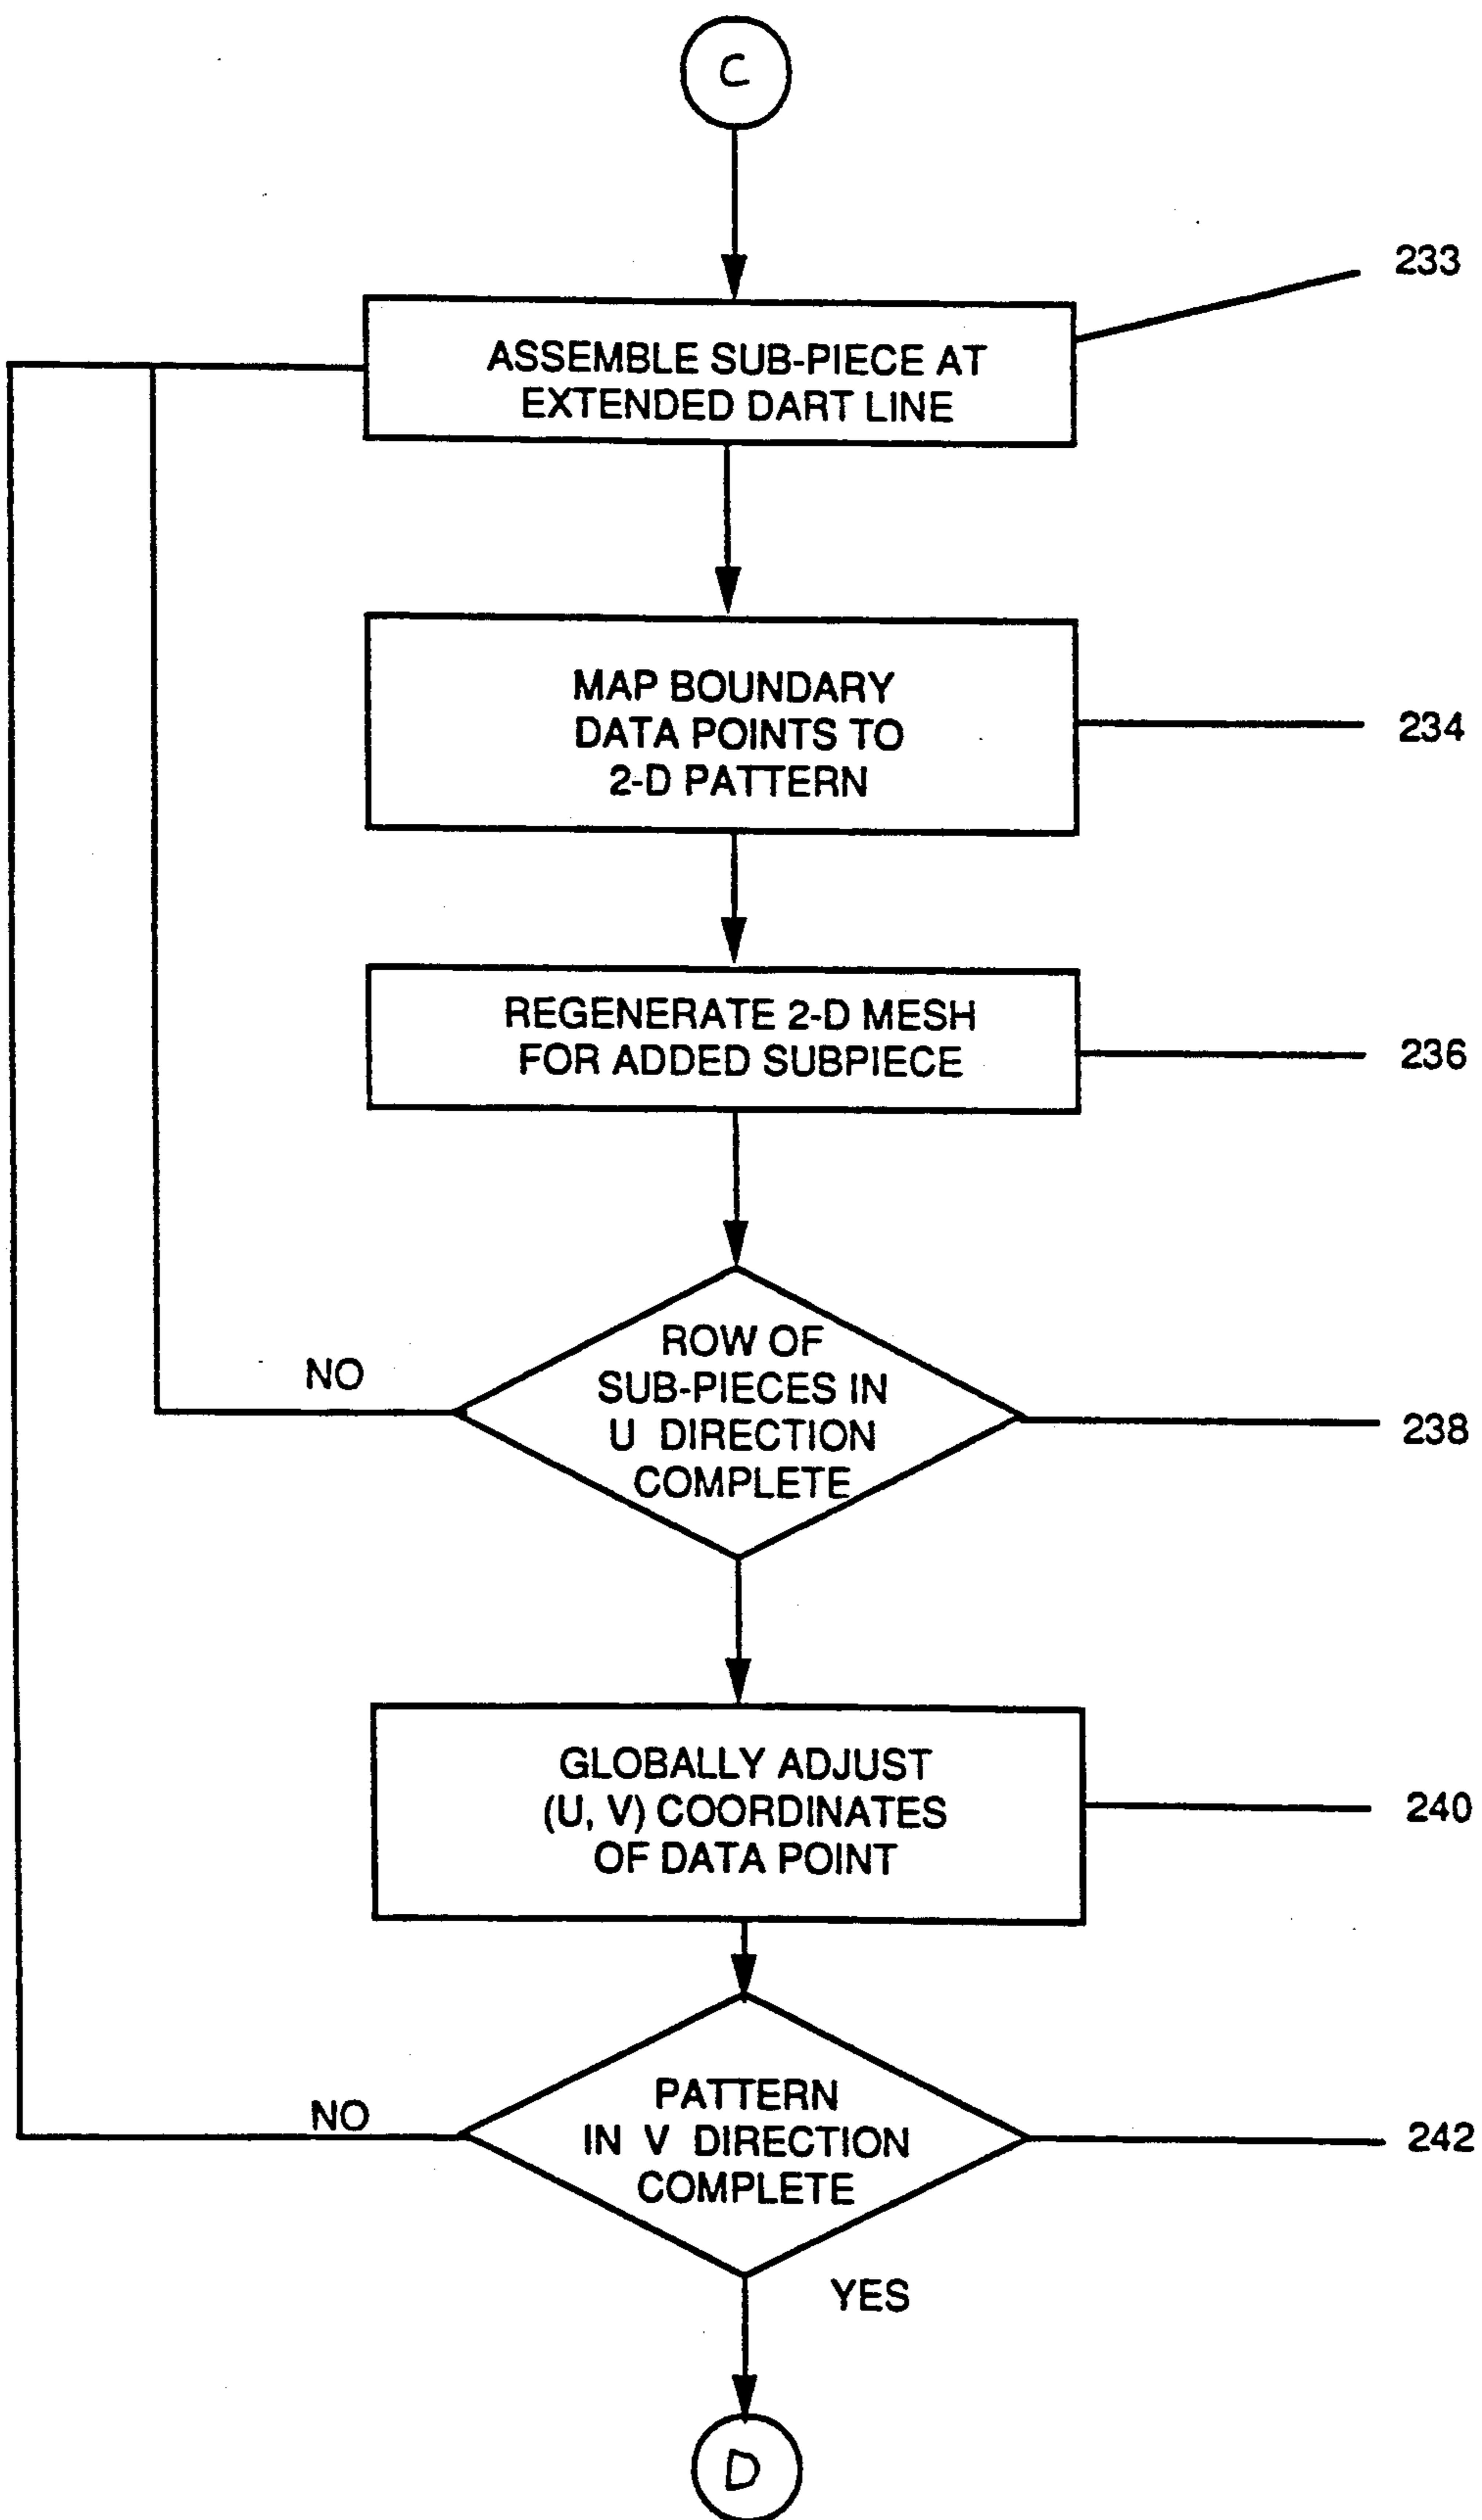 C
233
ASSEMBLE SUB-PIECE AT
EXTENDED DART LINE
MAP BOUNDARY
DATA POINTS TO
2-D PATTERN
234
REGENERATE 2-D MESH
FOR ADDED SUBPIECE
236
ROW OF
SUB-PIECES IN
U DIRECTION
COMPLETE
NO
238
GLOBALLY ADJUST
(U, V) COORDINATES
OF DATA POINT
240
PATTERN
IN V DIRECTION
COMPLETE
NO
242
YES
D